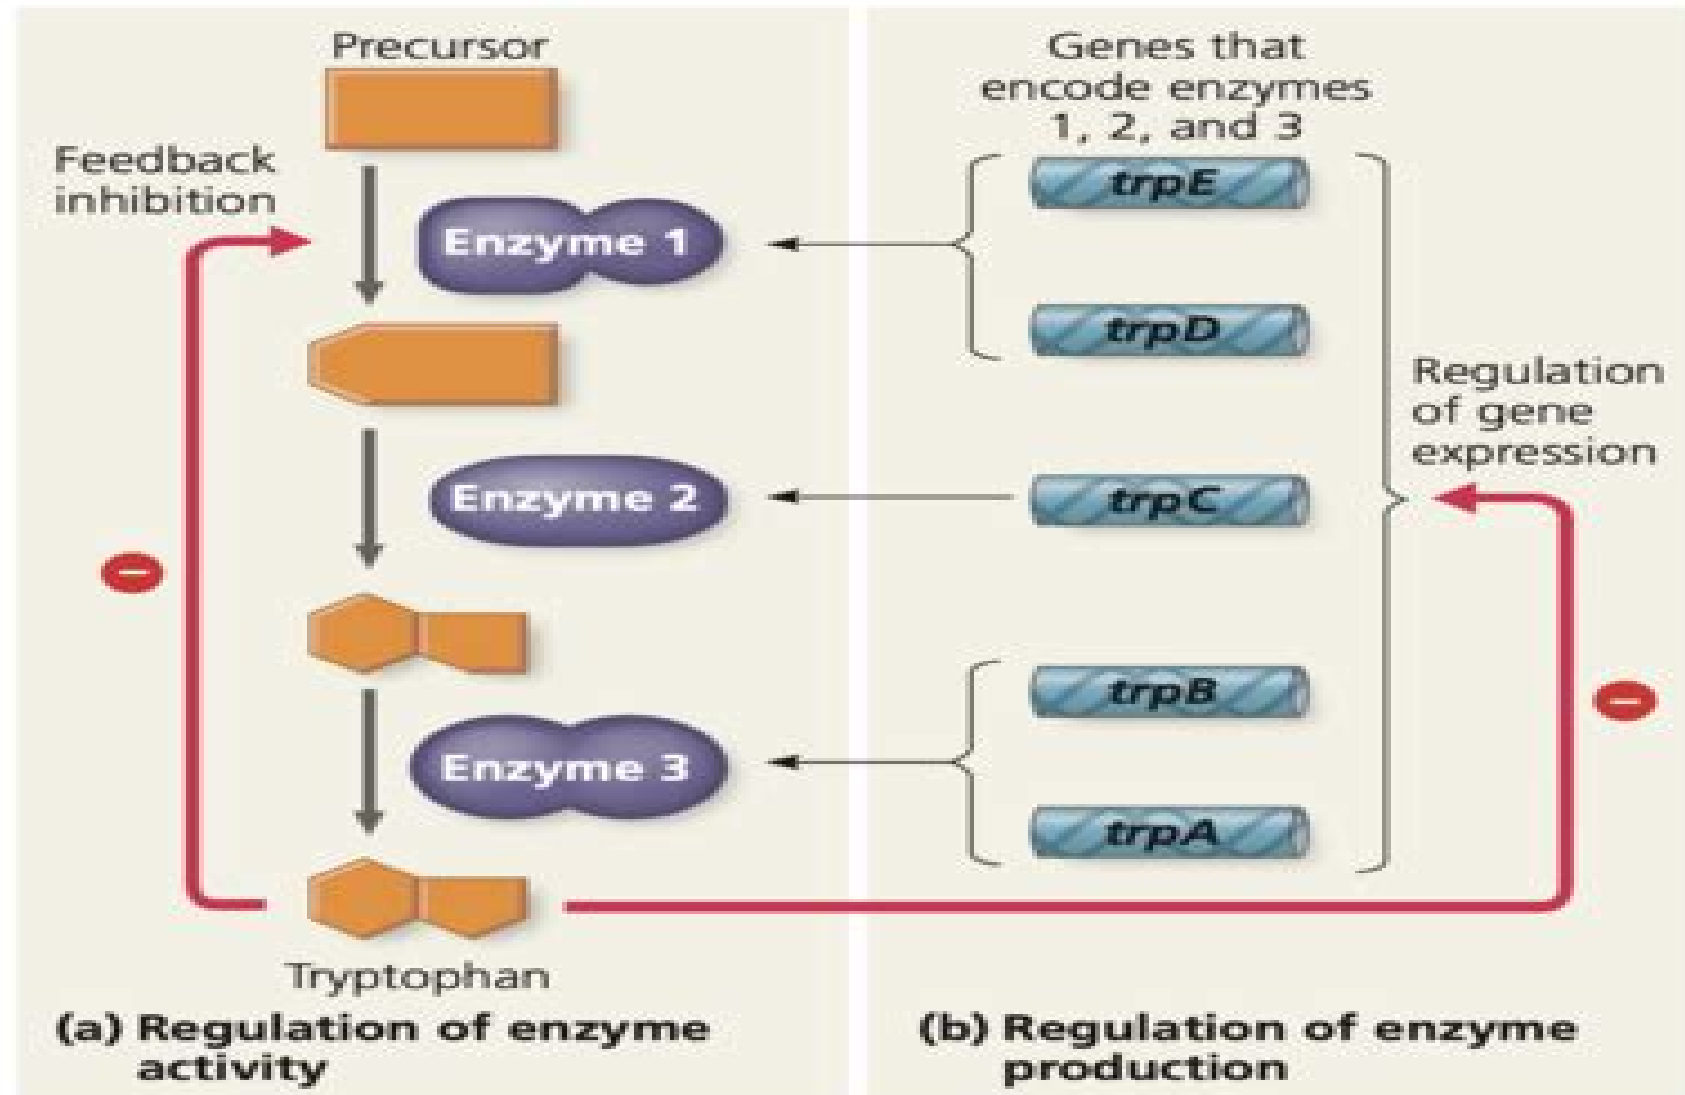 Precursor
Feedback
inhibition
Enzyme 1
Enzyme 2
Enzyme 3
Tryptophan
(a) Regulation of enzyme
activity
Genes that
encode enzymes
1, 2, and 3
trpE
trpD
trpC
trpB
trpA
Regulation
of gene
expression
(b) Regulation of enzyme
production